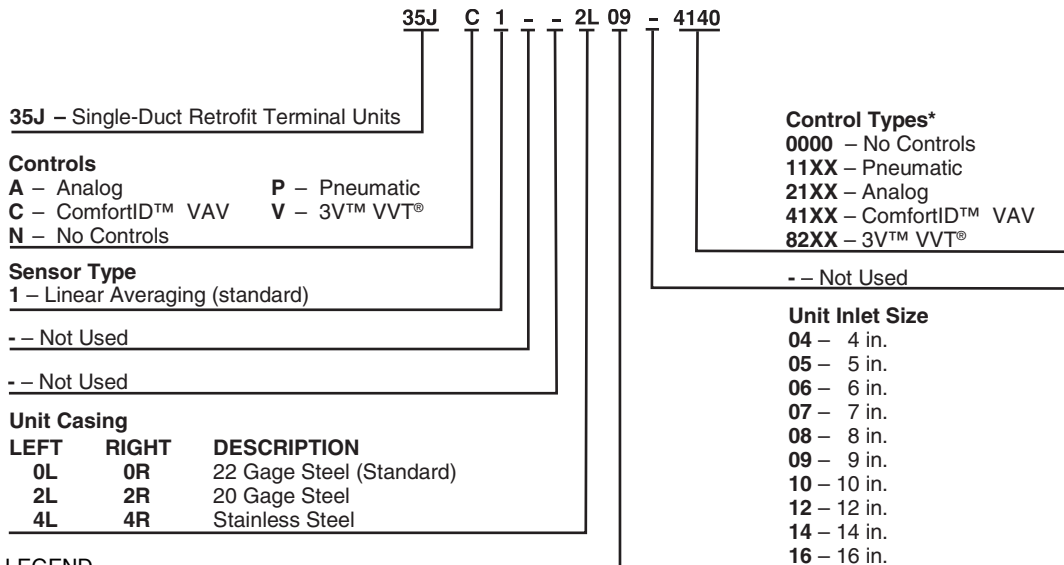 35J C 1 - - 2L 09 - 4140
35J – Single-Duct Retrofit Terminal Units
Controls
A – Analog P – Pneumatic
C – ComfortID™ VAV V – 3V™ VVT®
N – No Controls
Sensor Type
1 – Linear Averaging (standard)
- – Not Used
- – Not Used
Unit Casing
LEFT RIGHT DESCRIPTION
0L 0R 22 Gage Steel (Standard)
2L 2R 20 Gage Steel
4L 4R Stainless Steel
LEGEND
Control Types*
0000 – No Controls
11XX – Pneumatic
21XX – Analog
41XX – ComfortID™ VAV
82XX – 3V™ VVT®
- – Not Used
Unit Inlet Size
04 – 4 in.
05 – 5 in.
06 – 6 in.
07 – 7 in.
08 – 8 in.
09 – 9 in.
10 – 10 in.
12 – 12 in.
14 – 14 in.
16 – 16 in.